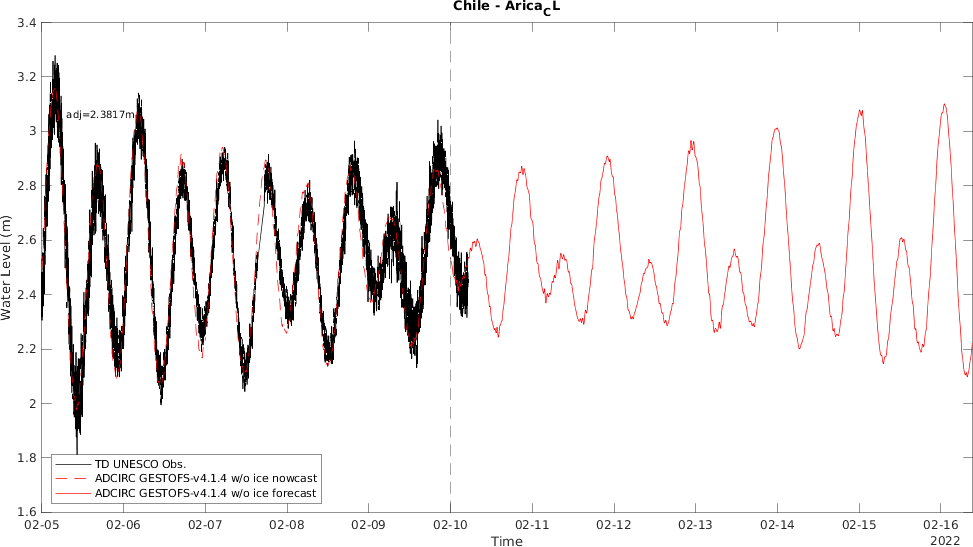 Chile - Arica_CL
3.4
3.2
3
2.8
2.6
2.4
2.2
2
1.8
1.6
Water Level (m)
adj=2.3817m
TD UNESCO Obs.
ADCIRC GESTOFS-v4.1.4 w/o ice nowcast
ADCIRC GESTOFS-v4.1.4 w/o ice forecast
02-05 02-06 02-07 02-08 02-09 02-10 02-11 02-12 02-13 02-14 02-15 02-16
Time
2022